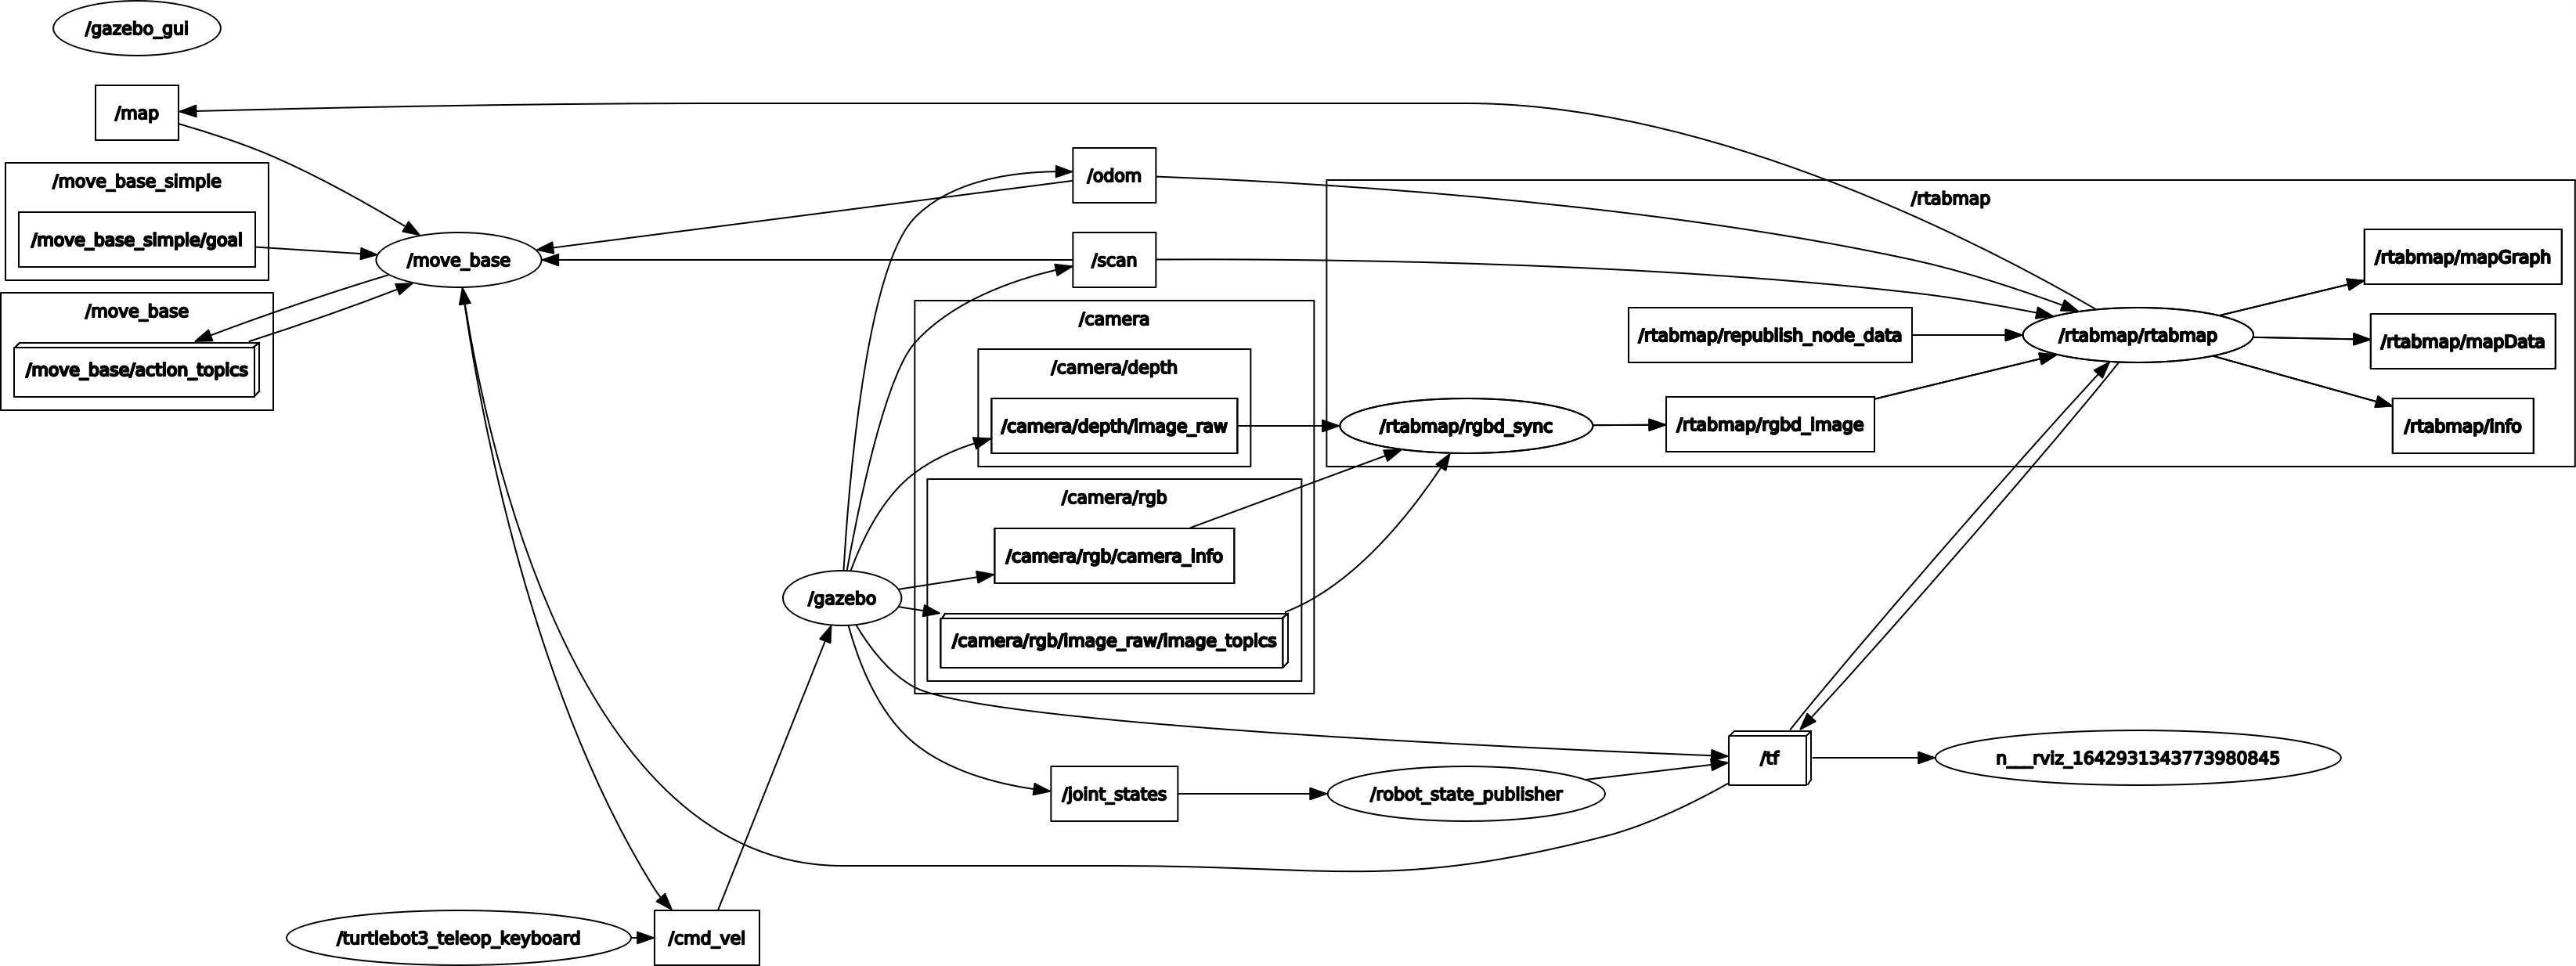 /gazebo_gui
/map
/move_base_simple
/move_base_simple/goal
/move_base
/move_base
/move_base/action_topics
/odom
/scan
/camera
/camera/depth
/camera/depth/image_raw
/camera/rgb
/camera/rgb/camera_info
/camera/rgb/image_raw/image_topics
/gazebo
/rtabmap
/rtabmap/republish_node_data
/rtabmap/rgbd_sync
/rtabmap/rgbd_image
/rtabmap/rtabmap
/rtabmap/mapGraph
/rtabmap/mapData
/rtabmap/info
/tf
n___rviz_1642931343773980845
/joint_states
/robot_state_publisher
/turtlebot3_teleop_keyboard
/cmd_vel